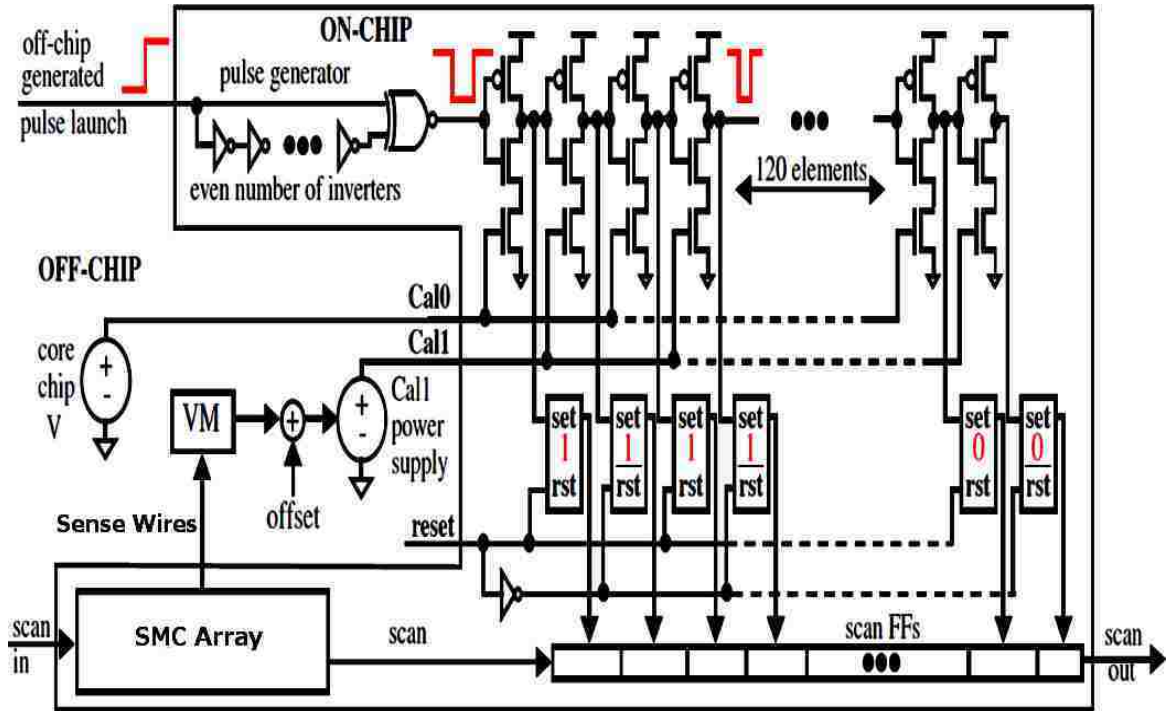 off-chip
generated
pulse launch
ON-CHIP
pulse generator
even number of inverters
120 elements
OFF-CHIP
Cal0
Cal1
core
chip
V
+
-
VM
+
+
-
Cal1
power
supply
offset
Sense Wires
reset
set
1
rst
set
1
rst
set
1
rst
set
1
rst
set
0
rst
set
0
rst
scan
in
SMC Array
scan
scan FFs
scan
out